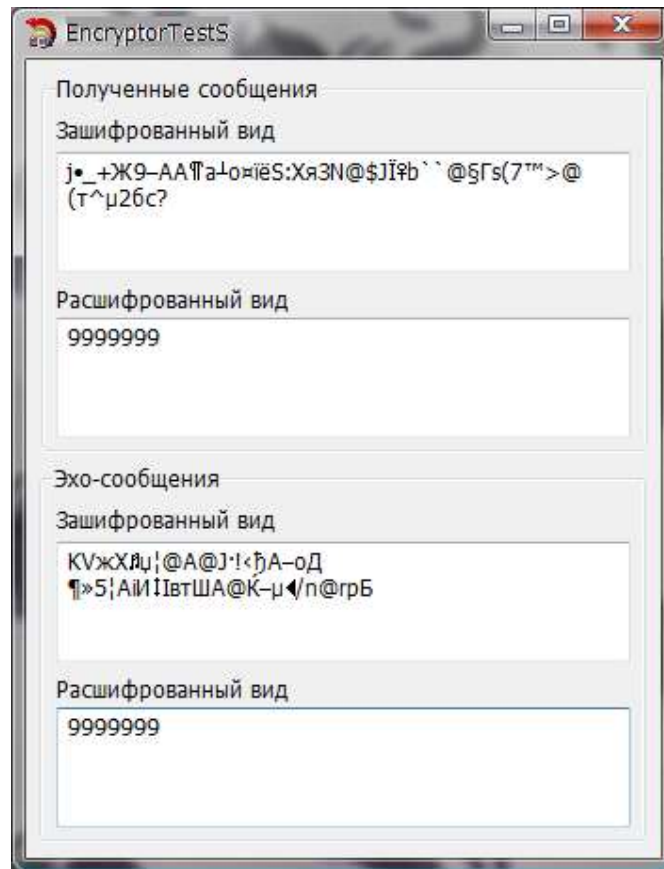 EncryptorTestS
Полученные сообщения
Зашифрованный вид
Расшифрованный вид
9999999
Эхо-сообщения
Зашифрованный вид
Расшифрованный вид
9999999